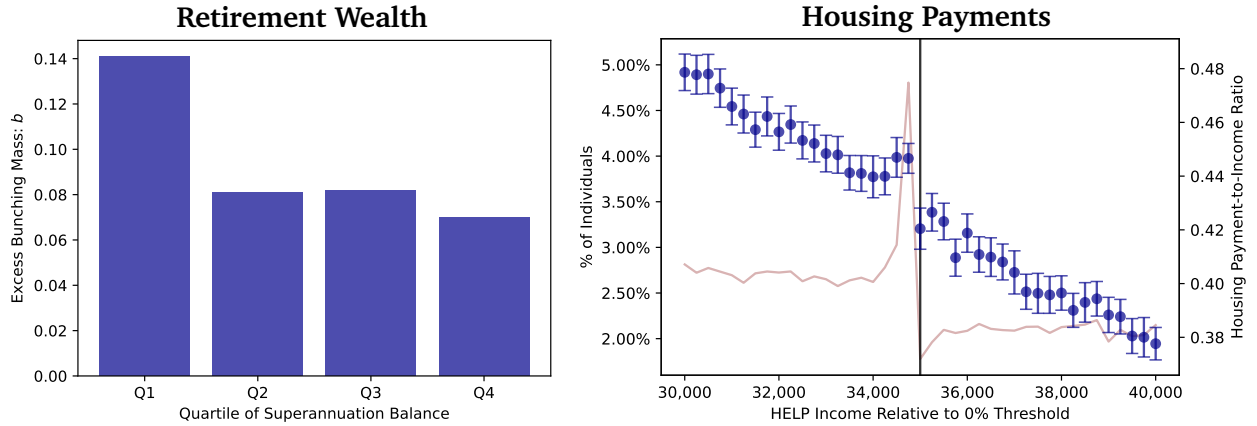 Retirement Wealth
0.14
0.12
0.10
0.08
0.06
0.04
0.02
0.00
Excess Bunching Mass: b
Q1 Q2 Q3 Q4
Quartile of Superannuation Balance
Housing Payments
5.00%
4.50%
4.00%
3.50%
3.00%
2.50%
2.00%
% of Individuals
0.48
0.46
0.44
0.42
0.40
0.38
Housing Payment-to-Income Ratio
30,000 32,000 34,000 36,000 38,000 40,000
HELP Income Relative to 0% Threshold